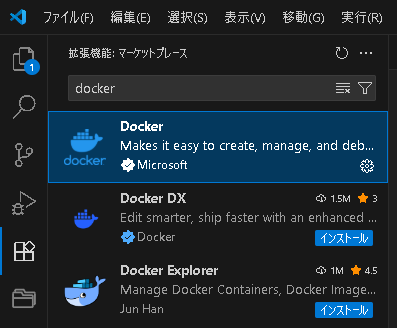 ファイル(F) 編集(E) 選択(S) 表示(V) 移動(G) 実行(R)
拡張機能: マーケットプレース
1
docker
Docker
Makes it easy to create, manage, and deb...
docker
Microsoft
Docker DX 1.5M 3
Edit smarter, ship faster with an enhanced ...
Docker インストール
Docker Explorer 1M 4.5
Manage Docker Containers, Docker Image...
Jun Han インストール